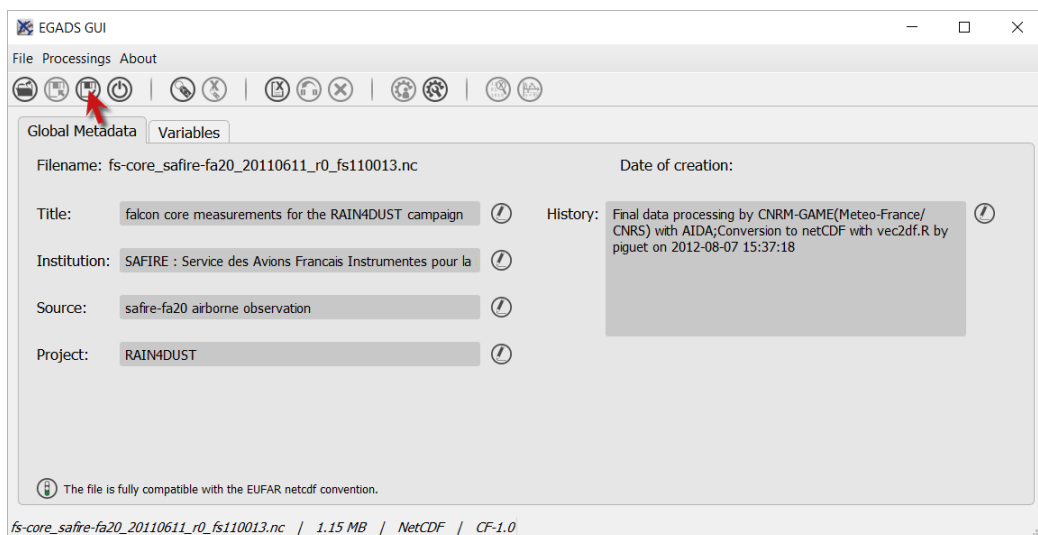 EGADS GUI
File Processings About
Global Metadata Variables
Filename: fs-core_safire-fa20_20110611_r0_fs110013.nc
Date of creation:
Title: falcon core measurements for the RAIN4DUST campaign
Institution: SAFIRE : Service des Avions Francais Instrumentes pour la
Source: safire-fa20 airborne observation
Project: RAIN4DUST
History: Final data processing by CNRM-GAME(Meteo-France/
CNRS) with AIDA;Conversion to netCDF with vec2df.R by
piguet on 2012-08-07 15:37:18
The file is fully compatible with the EUFAR netcdf convention.
fs-core_safire-fa20_20110611_r0_fs110013.nc | 1.15 MB | NetCDF | CF-1.0